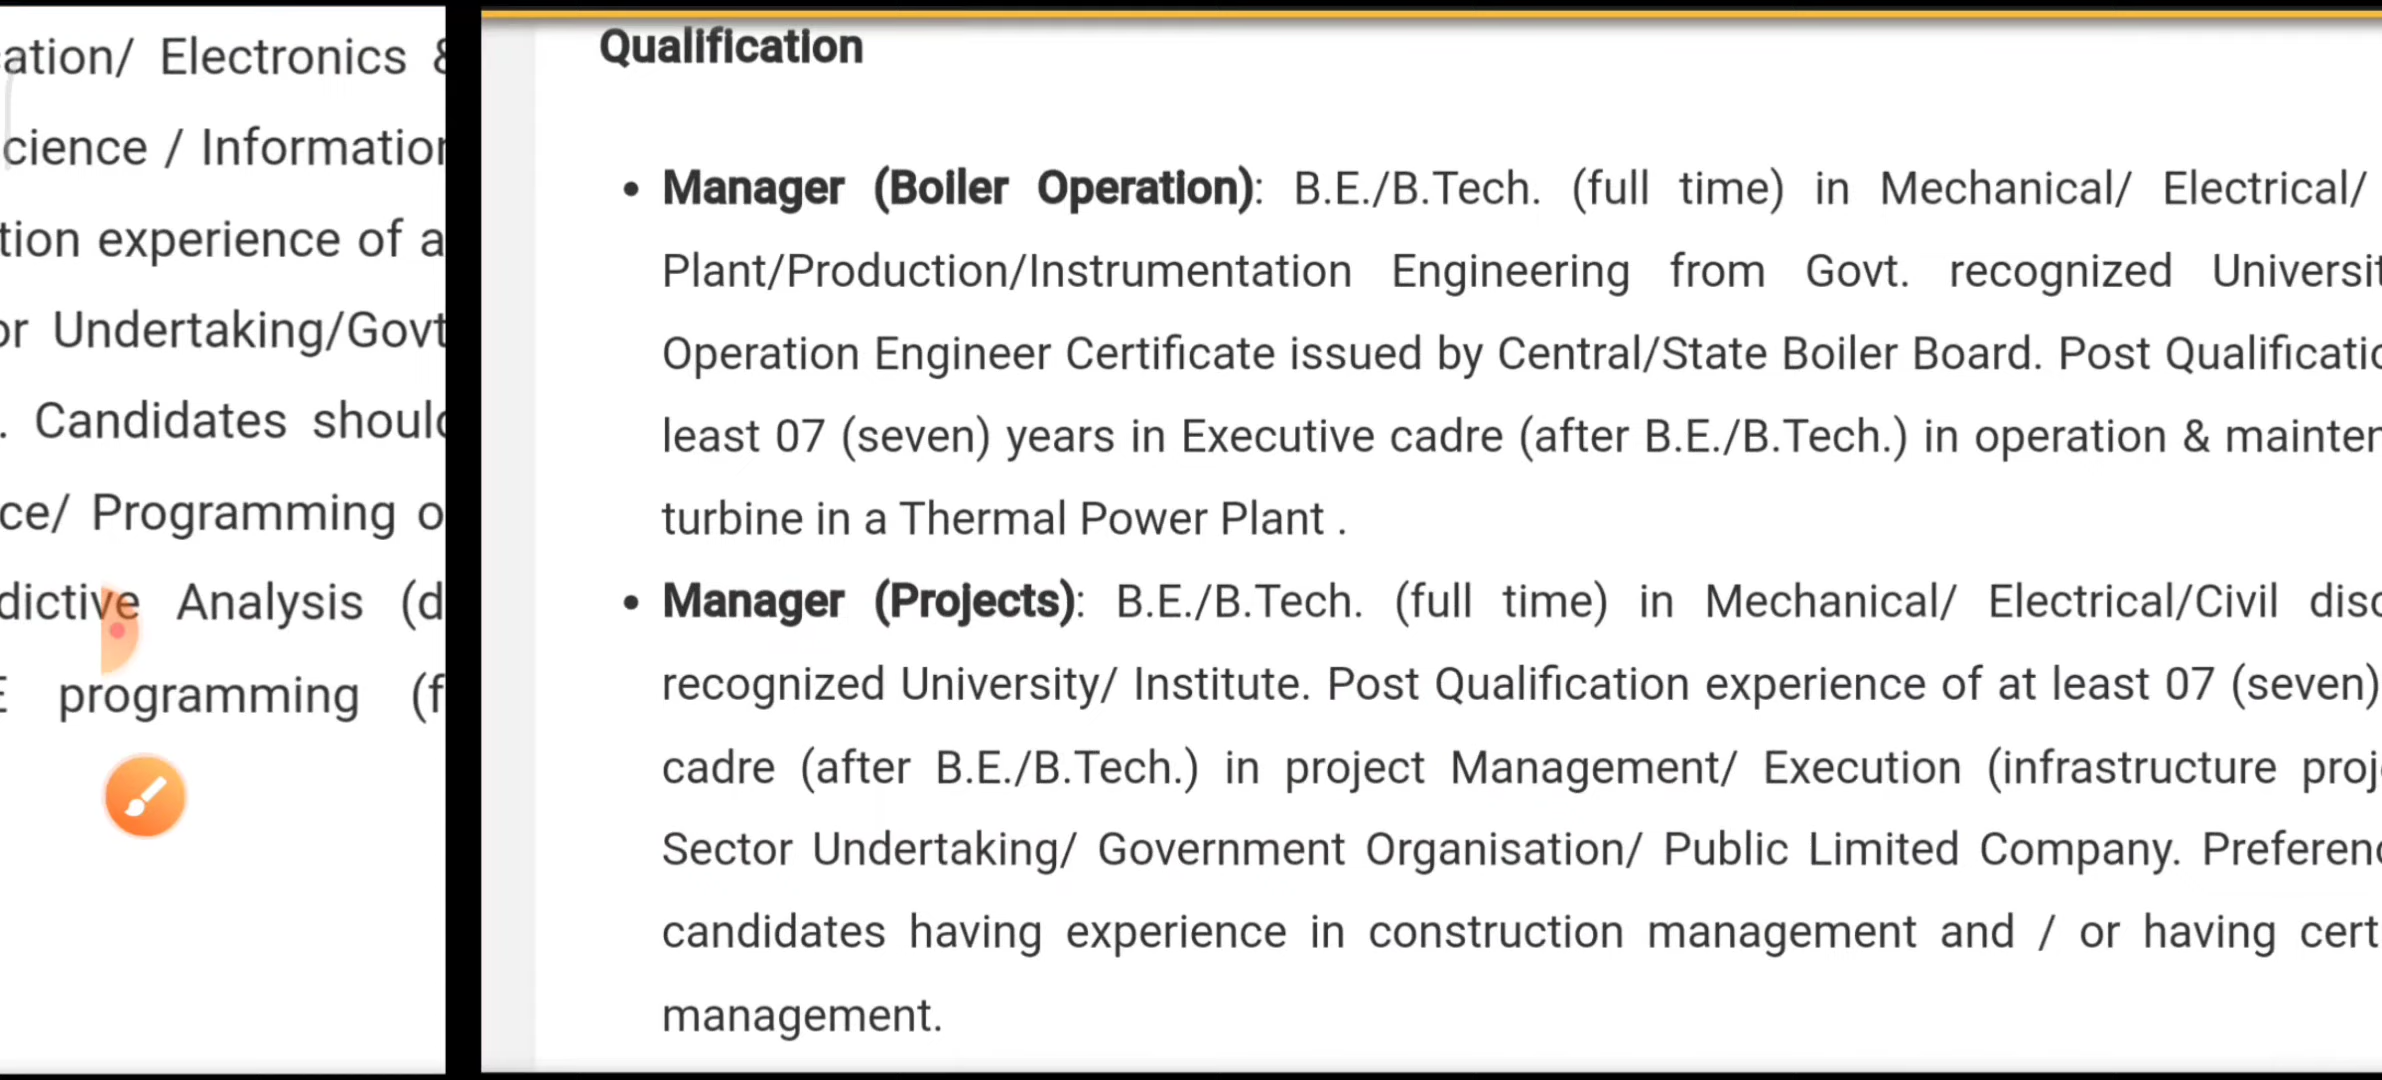 ation/ Electronics &
cience / Information
tion experience of a
or Undertaking/Govt
. Candidates should
ce/ Programming o
dictive Analysis (d
E programming (f
Qualification
• Manager (Boiler Operation): B.E./B.Tech. (full time) in Mechanical/ Electrical/
Plant/Production/Instrumentation Engineering from Govt. recognized Universit
Operation Engineer Certificate issued by Central/State Boiler Board. Post Qualificatio
least 07 (seven) years in Executive cadre (after B.E./B.Tech.) in operation & mainten
turbine in a Thermal Power Plant .
• Manager (Projects): B.E./B.Tech. (full time) in Mechanical/ Electrical/Civil disc
recognized University/ Institute. Post Qualification experience of at least 07 (seven)
cadre (after B.E./B.Tech.) in project Management/ Execution (infrastructure proj
Sector Undertaking/ Government Organisation/ Public Limited Company. Preferenc
candidates having experience in construction management and / or having cert
management.